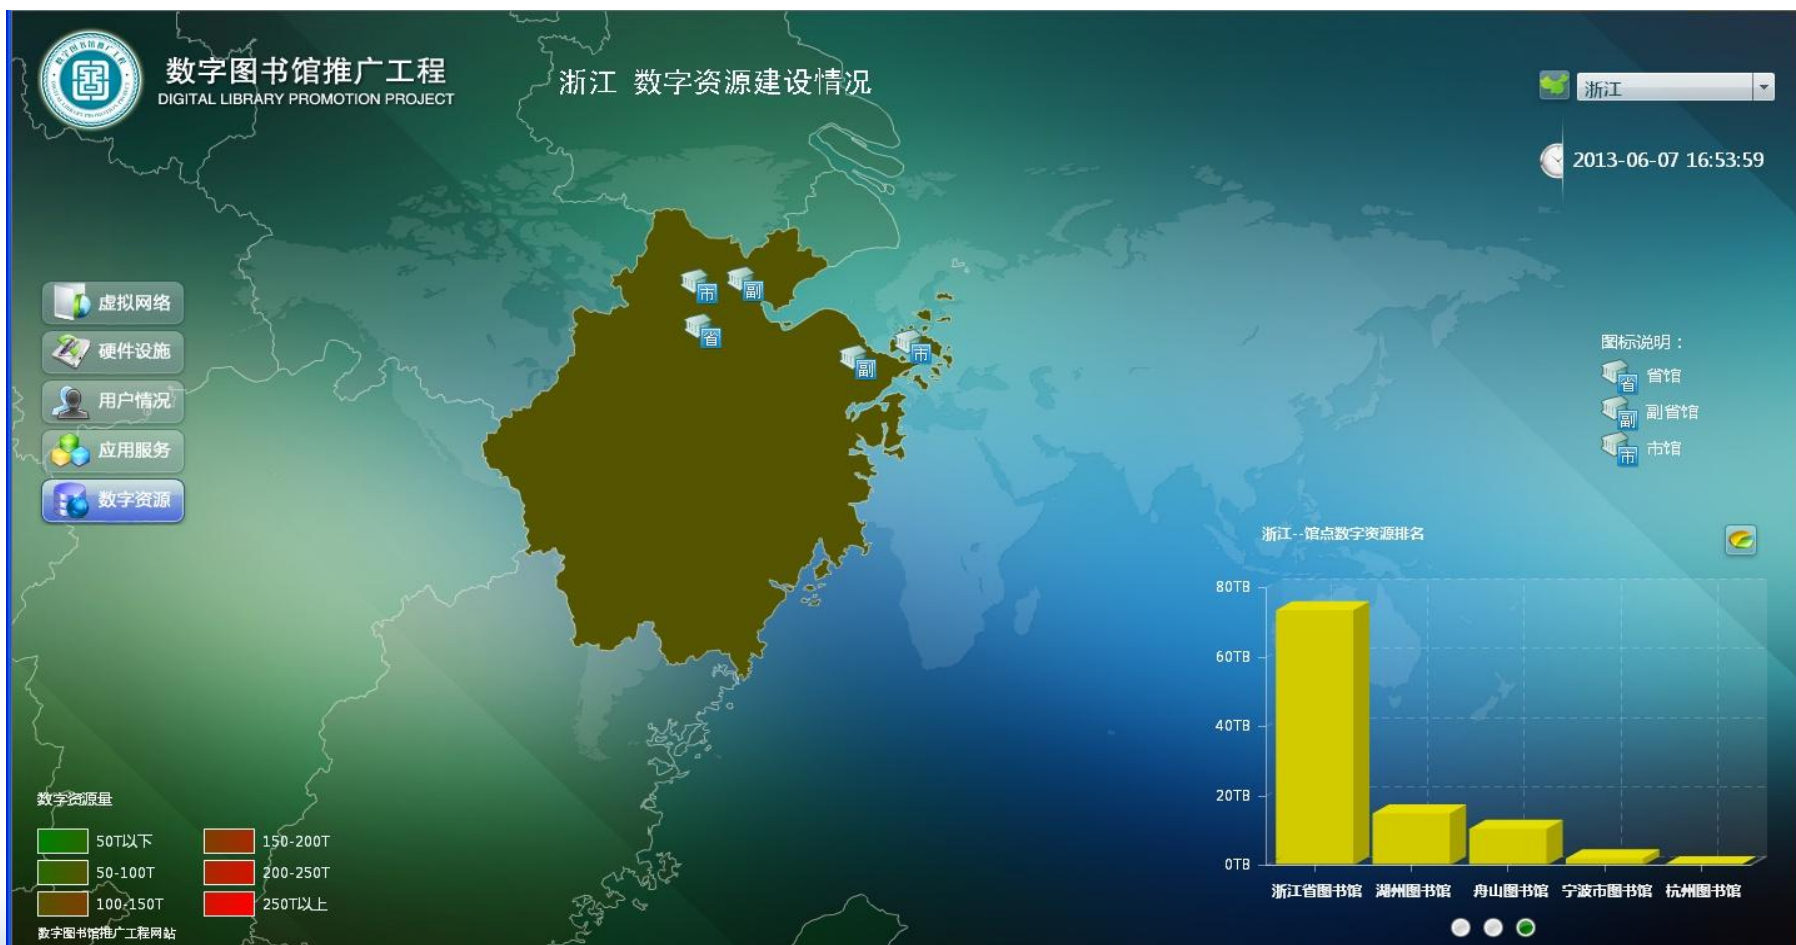 数字图书馆推广工程
DIGITAL LIBRARY PROMOTION PROJECT
浙江 数字资源建设情况
浙江
2013-06-07 16:53:59
虚拟网络
硬件设施
用户情况
应用服务
数字资源
市
副
省
副
市
图标说明：
省 省馆
副 副省馆
市 市馆
浙江--馆点数字资源排名
80TB
60TB
40TB
20TB
0TB
浙江省图书馆 湖州图书馆 舟山图书馆 宁波市图书馆 杭州图书馆
数字资源量
50T以下 150-200T
50-100T 200-250T
100-150T 250T以上
数字图书馆推广工程网站